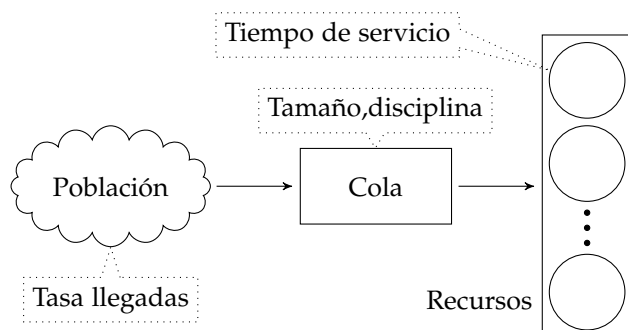 Tiempo de servicio
Tamaño,disciplina
Población
Cola
Tasa llegadas
Recursos